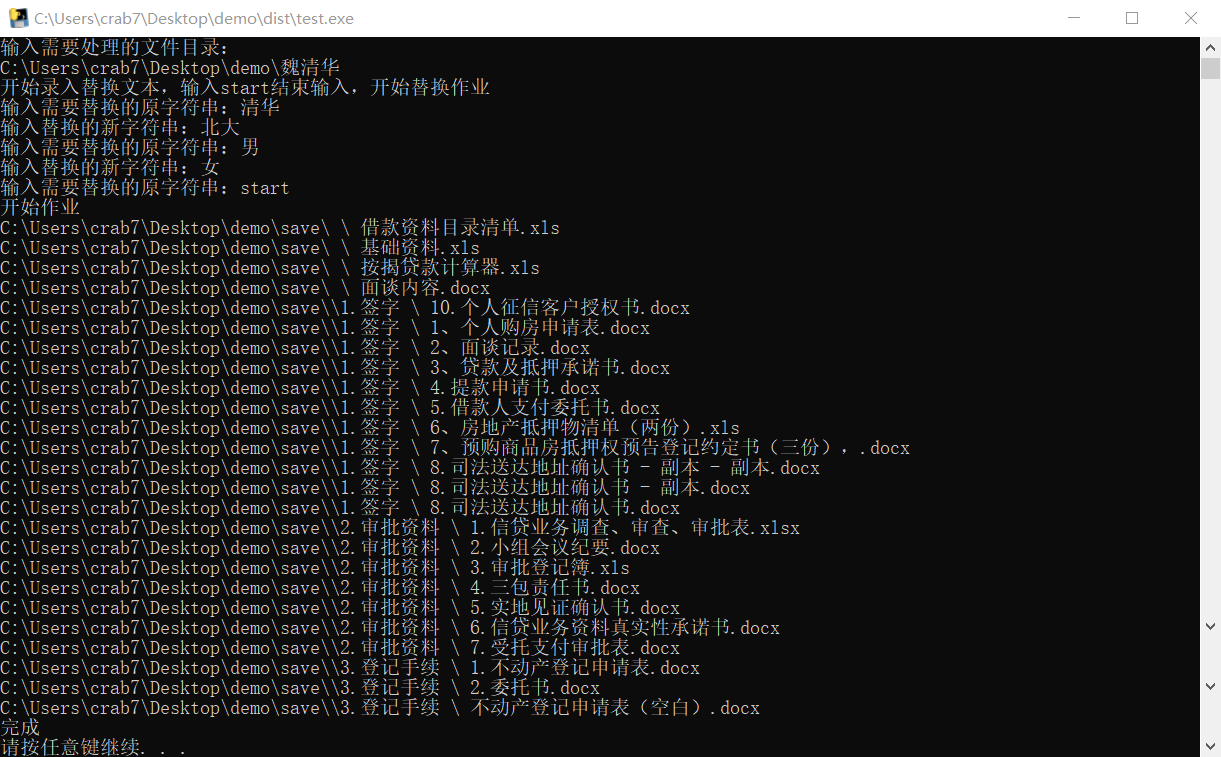 C:\Users\crab7\Desktop\demo\dist\test.exe
输入需要处理的文件目录：
C:\Users\crab7\Desktop\demo\魏清华
开始录入替换文本，输入start结束输入，开始替换作业
输入需要替换的原字符串：清华
输入替换的新字符串：北大
输入需要替换的原字符串：男
输入替换的新字符串：女
输入需要替换的原字符串：start
开始作业
C:\Users\crab7\Desktop\demo\save\ \ 借款资料目录清单.xls
C:\Users\crab7\Desktop\demo\save\ \ 基础资料.xls
C:\Users\crab7\Desktop\demo\save\ \ 按揭贷款计算器.xls
C:\Users\crab7\Desktop\demo\save\ \ 面谈内容.docx
C:\Users\crab7\Desktop\demo\save\\1.签字 \ 10.个人征信客户授权书.docx
C:\Users\crab7\Desktop\demo\save\\1.签字 \ 1、个人购房申请表.docx
C:\Users\crab7\Desktop\demo\save\\1.签字 \ 2、面谈记录.docx
C:\Users\crab7\Desktop\demo\save\\1.签字 \ 3、贷款及抵押承诺书.docx
C:\Users\crab7\Desktop\demo\save\\1.签字 \ 4.提款申请书.docx
C:\Users\crab7\Desktop\demo\save\\1.签字 \ 5.借款人支付委托书.docx
C:\Users\crab7\Desktop\demo\save\\1.签字 \ 6、房地产抵押物清单（两份）.xls
C:\Users\crab7\Desktop\demo\save\\1.签字 \ 7、预购商品房抵押权预告登记约定书（三份），.docx
C:\Users\crab7\Desktop\demo\save\\1.签字 \ 8.司法送达地址确认书 - 副本 - 副本.docx
C:\Users\crab7\Desktop\demo\save\\1.签字 \ 8.司法送达地址确认书 - 副本.docx
C:\Users\crab7\Desktop\demo\save\\1.签字 \ 8.司法送达地址确认书.docx
C:\Users\crab7\Desktop\demo\save\\2.审批资料 \ 1.信贷业务调查、审查、审批表.xlsx
C:\Users\crab7\Desktop\demo\save\\2.审批资料 \ 2.小组会议纪要.docx
C:\Users\crab7\Desktop\demo\save\\2.审批资料 \ 3.审批登记簿.xls
C:\Users\crab7\Desktop\demo\save\\2.审批资料 \ 4.三包责任书.docx
C:\Users\crab7\Desktop\demo\save\\2.审批资料 \ 5.实地见证确认书.docx
C:\Users\crab7\Desktop\demo\save\\2.审批资料 \ 6.信贷业务资料真实性承诺书.docx
C:\Users\crab7\Desktop\demo\save\\2.审批资料 \ 7.受托支付审批表.docx
C:\Users\crab7\Desktop\demo\save\\3.登记手续 \ 1.不动产登记申请表.docx
C:\Users\crab7\Desktop\demo\save\\3.登记手续 \ 2.委托书.docx
C:\Users\crab7\Desktop\demo\save\\3.登记手续 \ 不动产登记申请表（空白）.docx
完成
请按任意键继续. . .